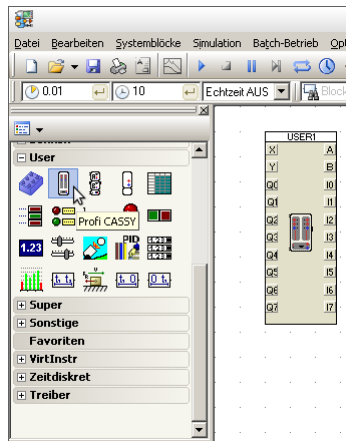 Datei Bearbeiten Systemblöcke Simulation Batch-Betrieb Opt
0.01 10 Echtzeit AUS Block
User
Profi CASSY
1.23 PID
Super
Sonstige
Favoriten
VirtInstr
Zeitdiskret
Treiber
USER1
X A
Y B
Q0 I0
Q1 I1
Q2 I2
Q3 I3
Q4 I4
Q5 I5
Q6 I6
Q7 I7